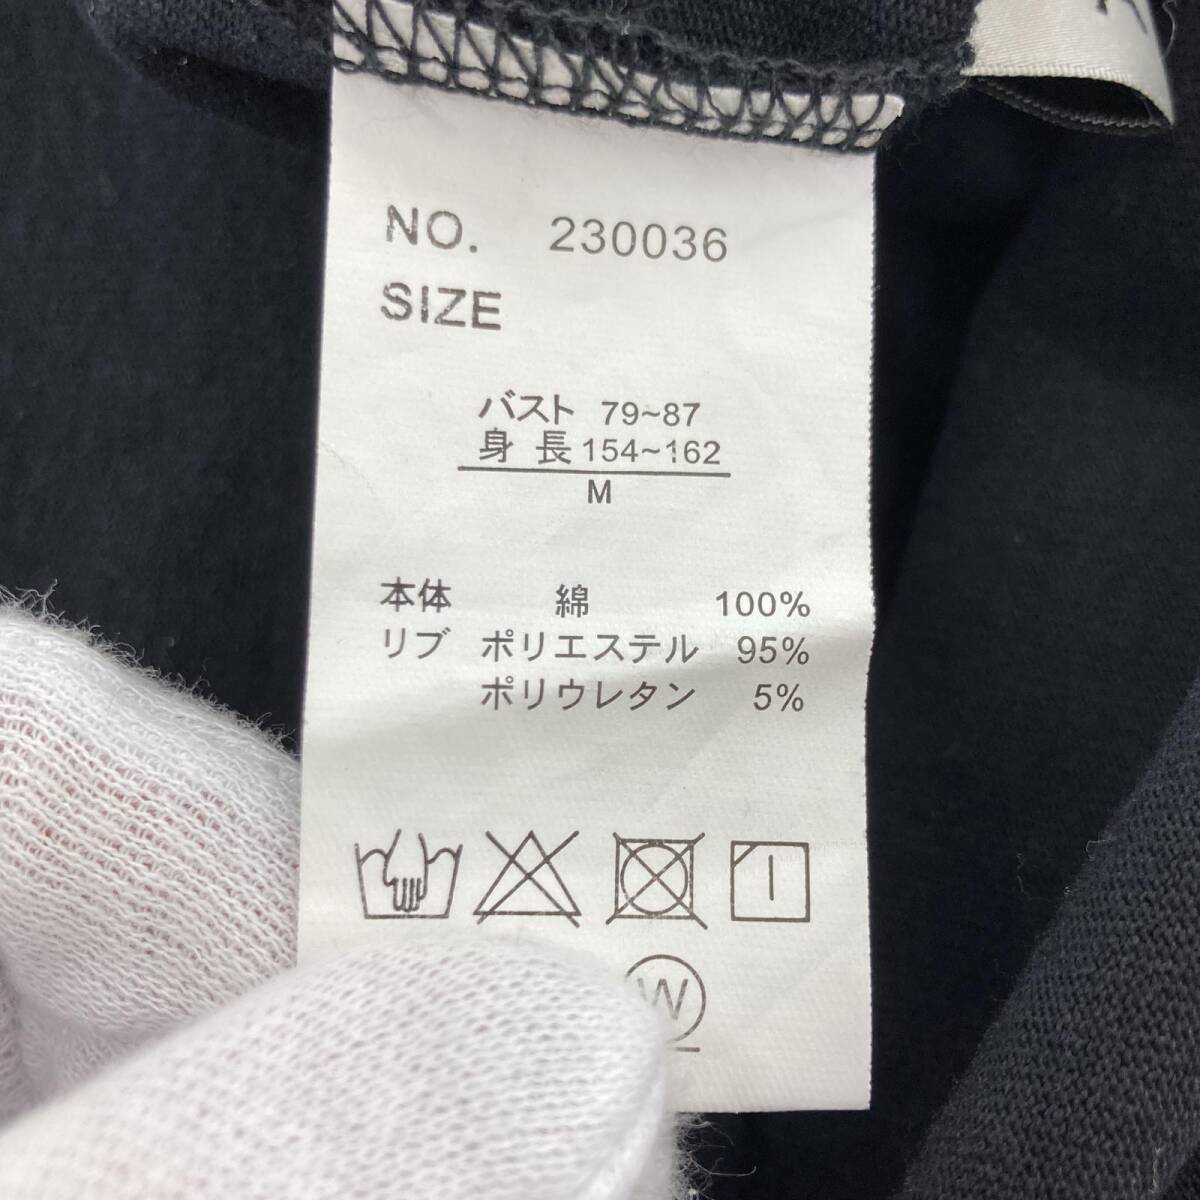 NO. 230036
SIZE
バスト 79~87
身長 154~162
M
本体 綿 100%
リブ ポリエステル 95%
ポリウレタン 5%
W